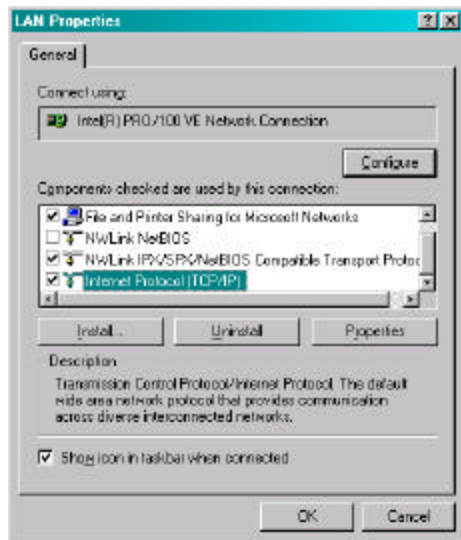 LAN Properties
General
Connect using:
Intel(R) PRO/100 VE Network Connection
Configure
Components checked are used by this connection:
File and Printer Sharing for Microsoft Networks
NWLink NetBIOS
NWLink IPX/SPX/NetBIOS Compatible Transport Protoc
Internet Protocol (TCP/IP)
Install...
Uninstall
Properties
Description
Transmission Control Protocol/Internet Protocol. The default
wide area network protocol that provides communication
across diverse interconnected networks.
Show icon in taskbar when connected
OK
Cancel